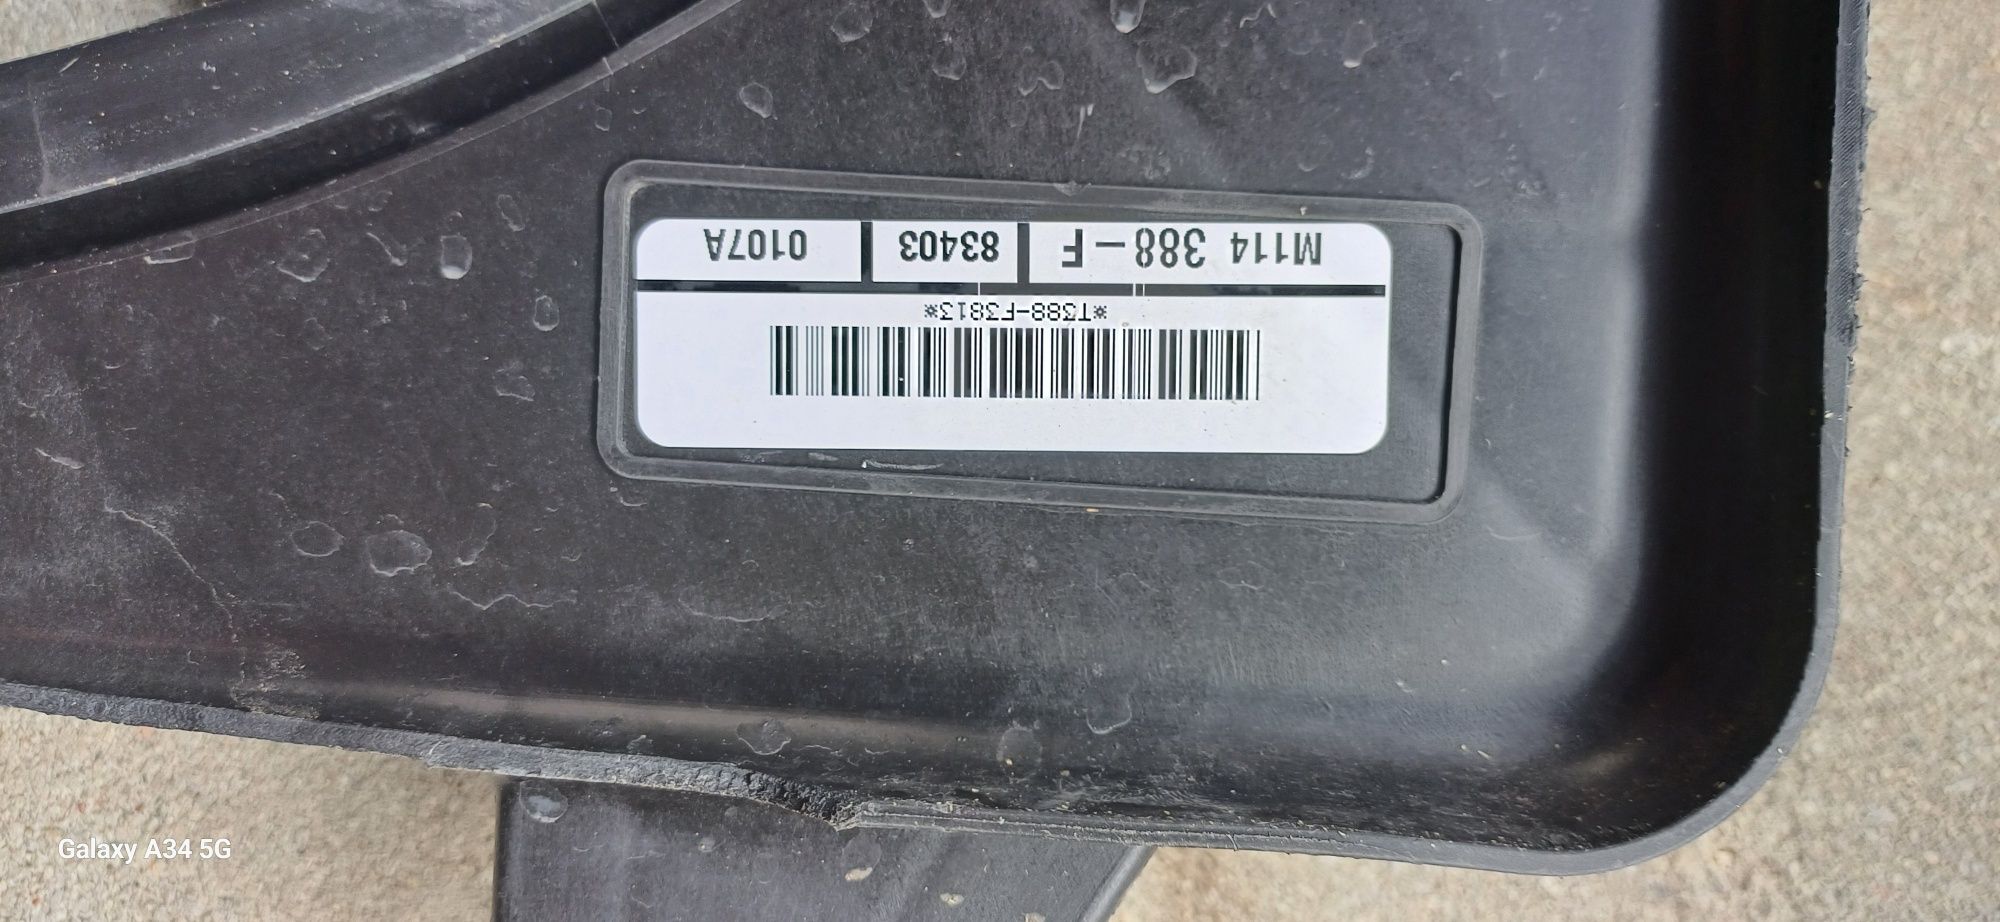 *T388-F3813*
M114 388-F 83403 0107A
Galaxy A34 5G